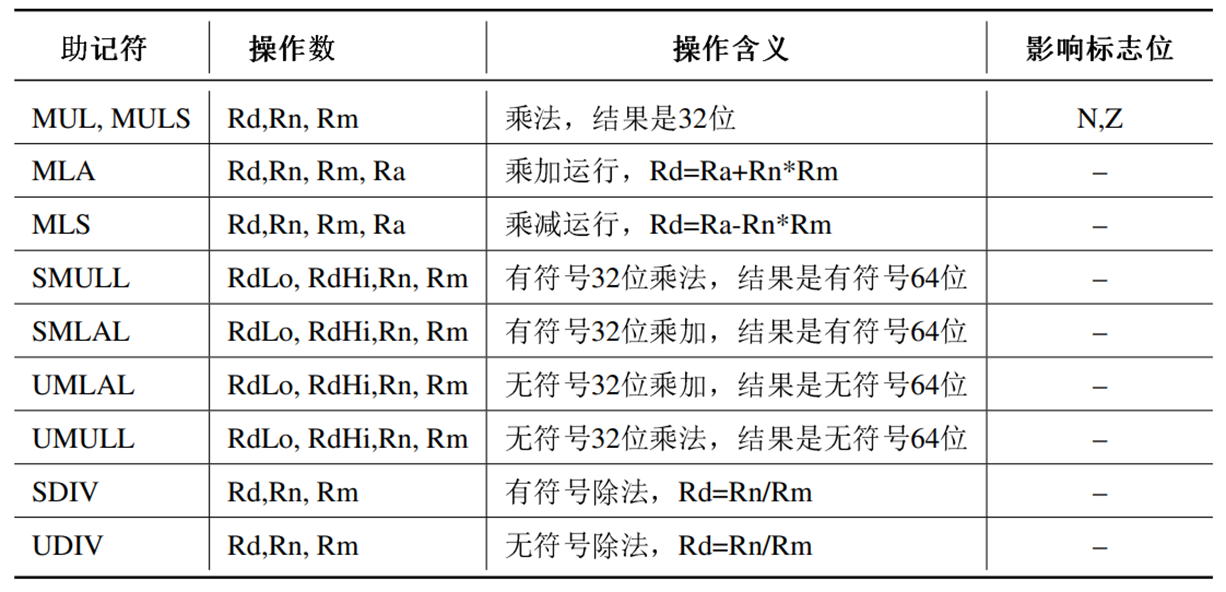 助记符 操作数 操作含义 影响标志位
MUL, MULS Rd,Rn, Rm 乘法，结果是32位 N,Z
MLA Rd,Rn, Rm, Ra 乘加运行，Rd=Ra+Rn*Rm –
MLS Rd,Rn, Rm, Ra 乘减运行，Rd=Ra-Rn*Rm –
SMULL RdLo, RdHi,Rn, Rm 有符号32位乘法，结果是有符号64位 –
SMLAL RdLo, RdHi,Rn, Rm 有符号32位乘加，结果是有符号64位 –
UMLAL RdLo, RdHi,Rn, Rm 无符号32位乘加，结果是无符号64位 –
UMULL RdLo, RdHi,Rn, Rm 无符号32位乘法，结果是无符号64位 –
SDIV Rd,Rn, Rm 有符号除法，Rd=Rn/Rm –
UDIV Rd,Rn, Rm 无符号除法，Rd=Rn/Rm –